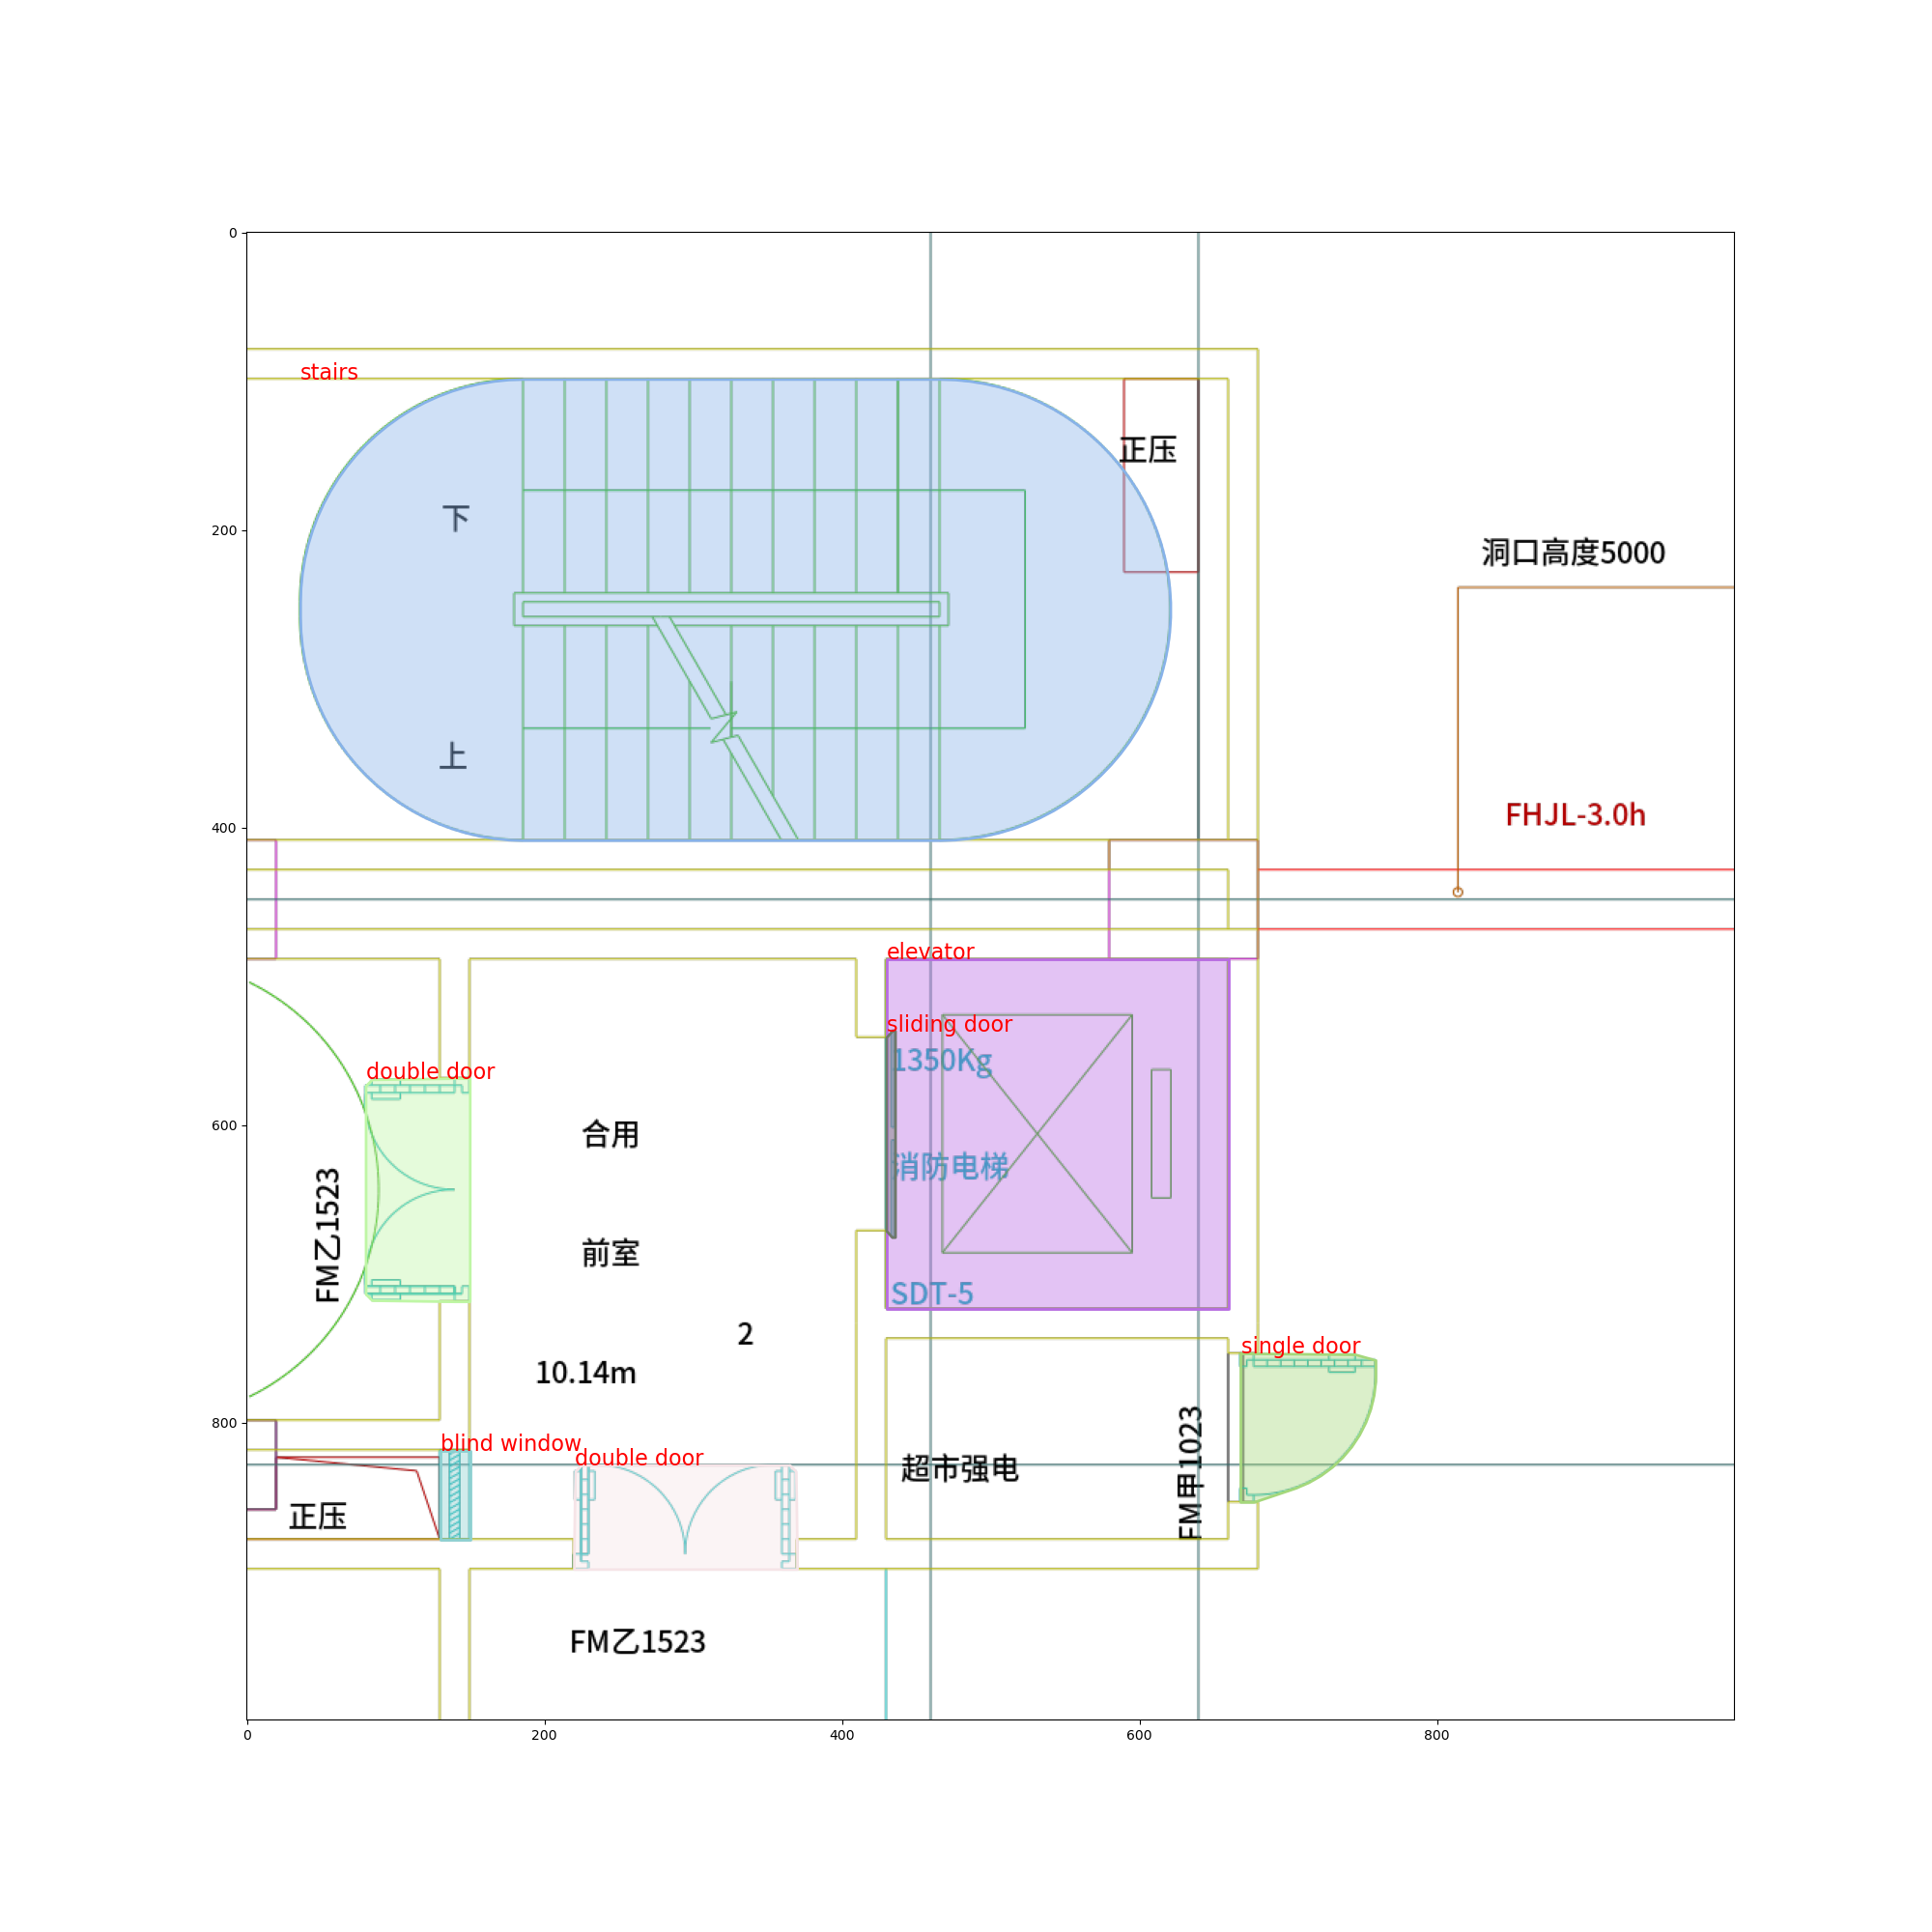 0
stairs
正压
下
200
洞口高度5000
上
400
FHJL-3.0h
elevator
sliding door
1350Kg
double door
600
合用
消防电梯
FM乙1523
前室
SDT-5
2
single door
10.14m
800
blind window
double door
超市强电
FM甲1023
正压
FM乙1523
0
200
400
600
800